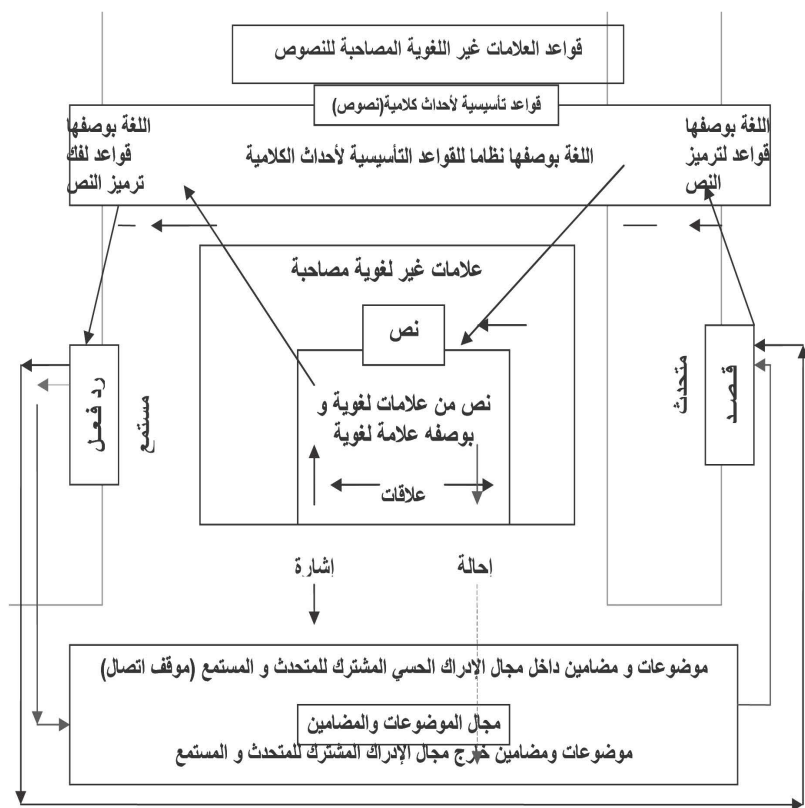 قواعد العلامات غير اللغوية المصاحبة للنصوص
قواعد تأسيسية لأحداث كلامية(نصوص)
اللغة بوصفها
قواعد لترميز
النص
اللغة بوصفها نظاما للقواعد التأسيسية لأحداث الكلامية
اللغة بوصفها
قواعد لفك
ترميز النص
علامات غير لغوية مصاحبة
نص
قـصـد
متحدث
نص من علامات لغوية و
بوصفه علامة لغوية
علاقات
مستمع
رد فـعـل
إحالة
إشارة
موضوعات و مضامين داخل مجال الإدراك الحسي المشترك للمتحدث و المستمع (موقف اتصال)
مجال الموضوعات والمضامين
موضوعات ومضامين خارج مجال الإدراك المشترك للمتحدث و المستمع